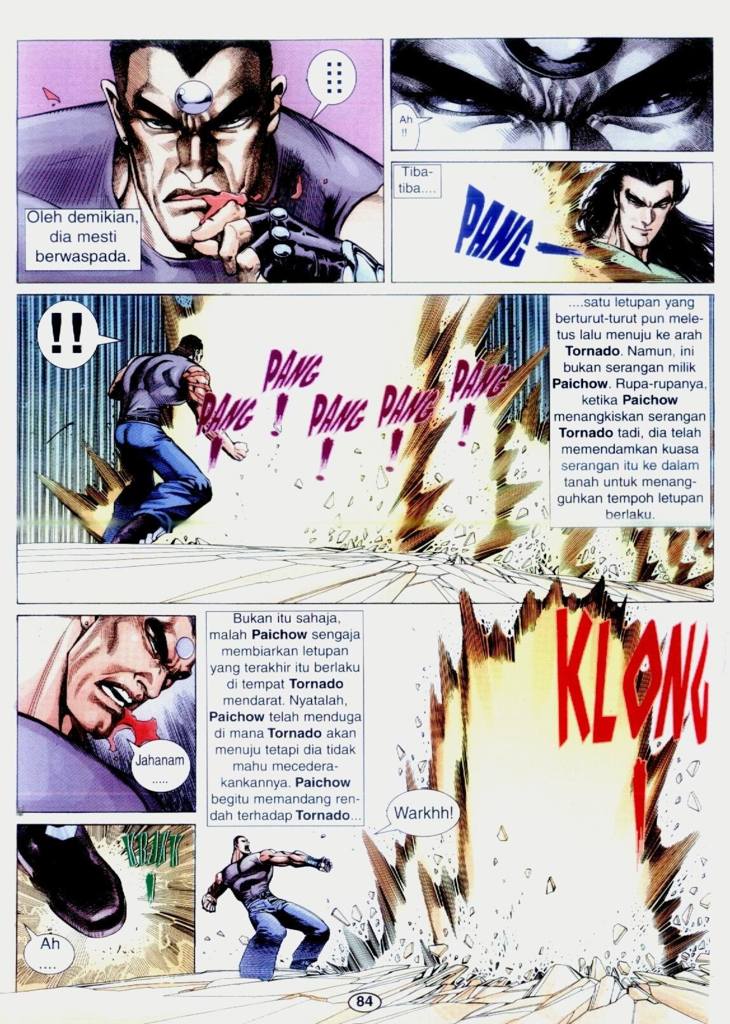 Oleh demikian,
dia mesti
berwaspada.
Ah
!!
Tiba-
tiba....
PANG
!!
PANG
!
PANG
!
PANG
!
PANG
!
PANG
!
....satu letupan yang
berturut-turut pun mele-
tus lalu menuju ke arah
Tornado. Namun, ini
bukan serangan milik
Paichow. Rupa-rupanya,
ketika Paichow
menangkiskan serangan
Tornado tadi, dia telah
memendamkan kuasa
serangan itu ke dalam
tanah untuk menang-
guhkan tempoh letupan
berlaku.
Jahanam
.....
Bukan itu sahaja,
malah Paichow sengaja
membiarkan letupan
yang terakhir itu berlaku
di tempat Tornado
mendarat. Nyatalah,
Paichow telah menduga
di mana Tornado akan
menuju tetapi dia tidak
mahu mecedera-
kankannya. Paichow
begitu memandang ren-
dah terhadap Tornado...
KLONG
!
Warkhh!
Ah
....
84